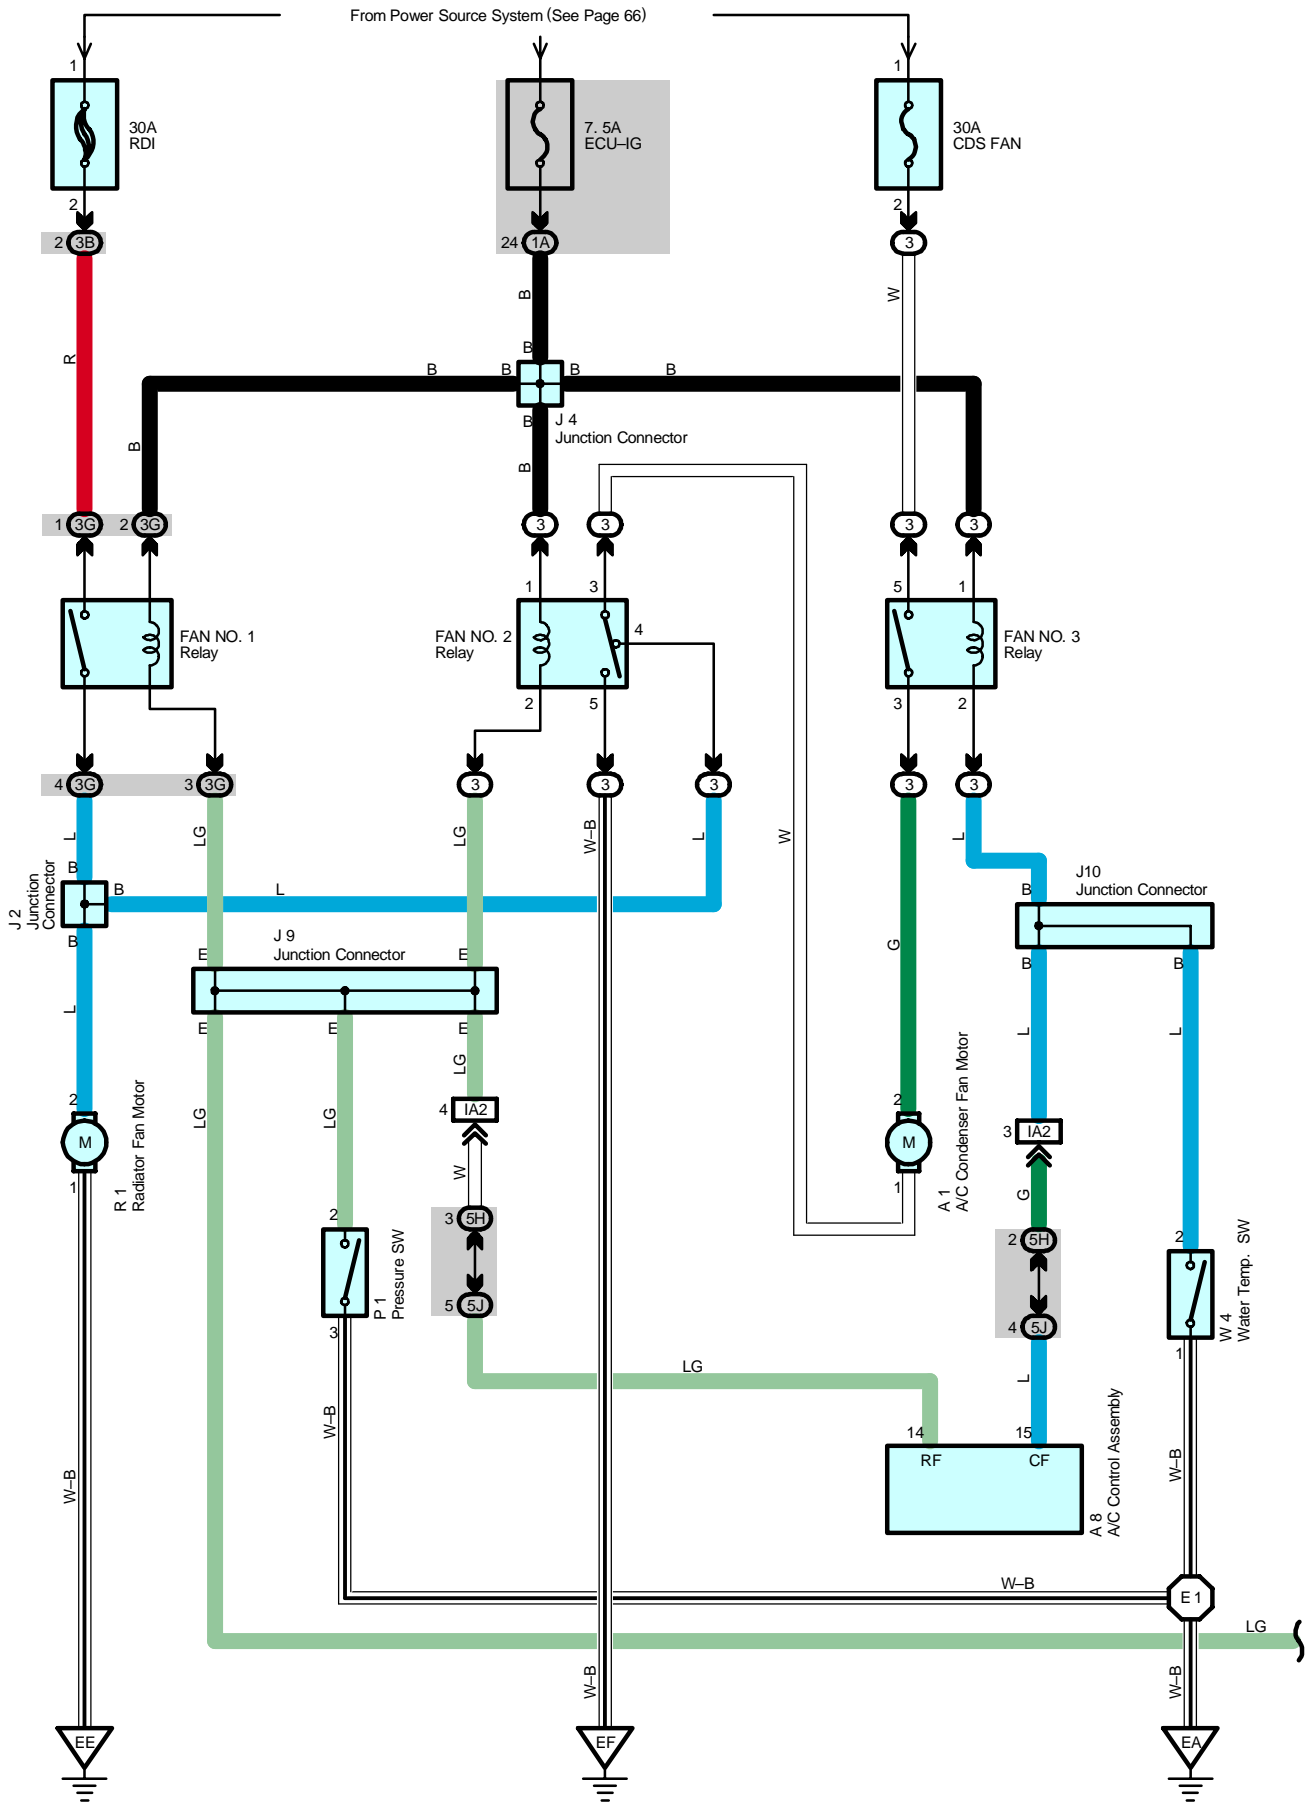 From Power Source System (See Page 66)
1
1
30A
RDI
7. 5A
ECU–IG
30A
CDS FAN
2
2
2 3B
24 1A
3
R
B
W
B
B
B
B
B
B
J 4
Junction Connector
B
B
1 3G
2 3G
3
3
3
3
1
3
5
1
FAN NO. 1
Relay
FAN NO. 2
Relay
4
FAN NO. 3
Relay
2
5
3
2
4 3G
3 3G
3
3
3
3
3
L
LG
LG
W–B
L
W
L
B
J 2
Junction
Connector
B
L
B
J10
Junction Connector
B
B
B
J 9
Junction Connector
E
E
E
E
E
G
L
LG
LG
LG
L
L
2
M
1
R 1
Radiator Fan Motor
4 IA2
W
3 5H
5 5J
2
M
1
A 1
A/C Condenser Fan Motor
3 IA2
G
2 5H
4 5J
2
3
P 1
Pressure SW
2
1
W 4
Water Temp. SW
LG
L
14
15
RF
CF
A 8
A/C Control Assembly
W–B
W–B
W–B
W–B
E 1
LG
W–B
W–B
EE
EF
EA